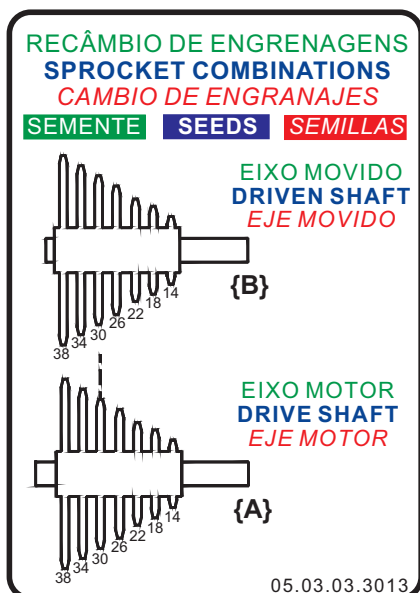 RECÂMBIO DE ENGRENAGENS
SPROCKET COMBINATIONS
CAMBIO DE ENGRANAJES
SEMENTE SEEDS SEMILLAS
EIXO MOVIDO
DRIVEN SHAFT
EJE MOVIDO
{B}
38 34 30 26 22 18 14
EIXO MOTOR
DRIVE SHAFT
EJE MOTOR
{A}
38 34 30 26 22 18 14
05.03.03.3013